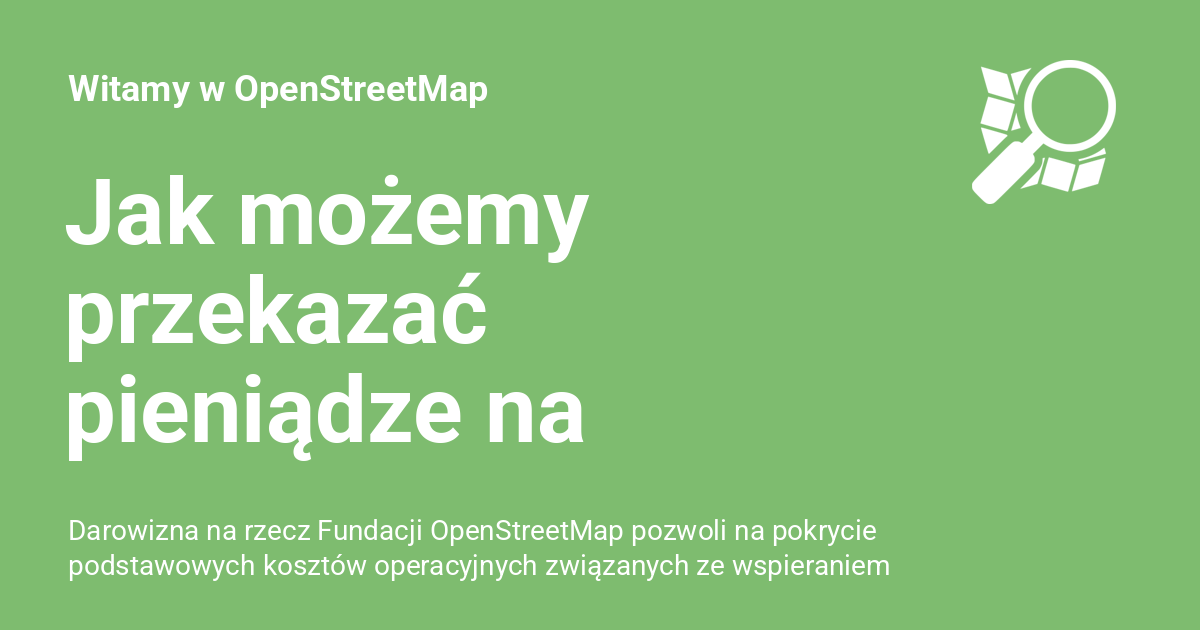 Witamy w OpenStreetMap
Jak możemy
przekazać
pieniądze na
Darowizna na rzecz Fundacji OpenStreetMap pozwoli na pokrycie
podstawowych kosztów operacyjnych związanych ze wspieraniem